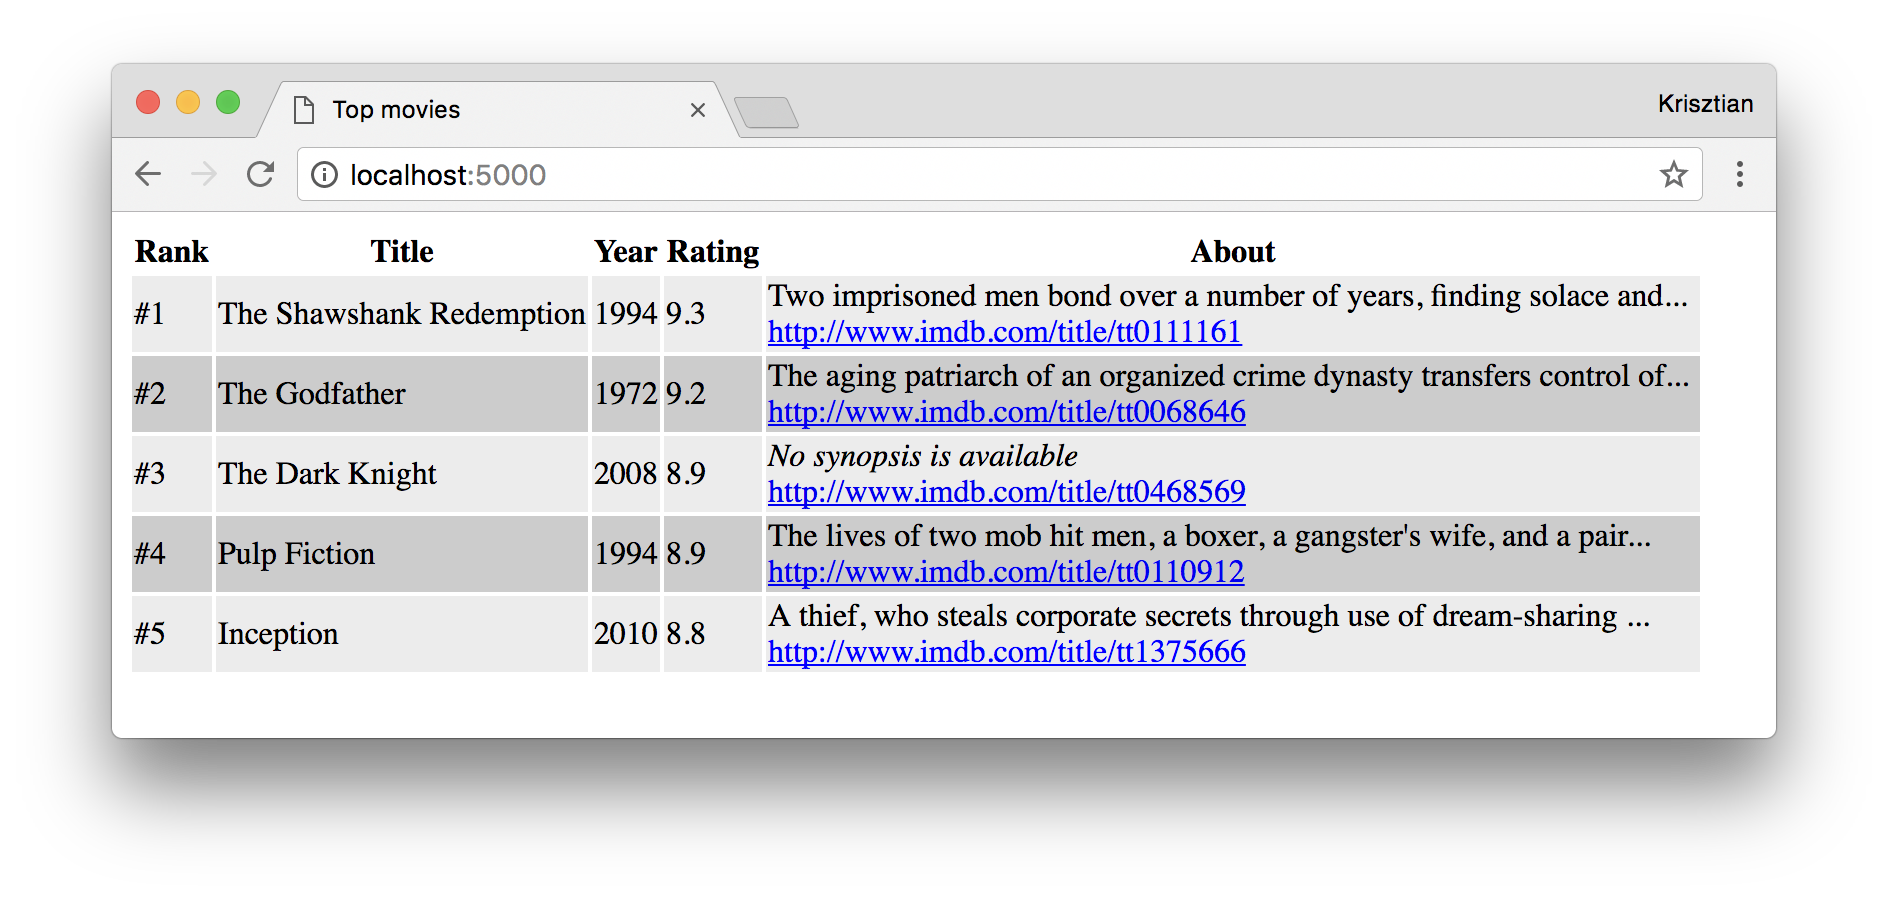 Top movies
Krisztian
localhost:5000
Rank Title Year Rating About
#1 The Shawshank Redemption 1994 9.3 Two imprisoned men bond over a number of years, finding solace and...
http://www.imdb.com/title/tt0111161
#2 The Godfather 1972 9.2 The aging patriarch of an organized crime dynasty transfers control of...
http://www.imdb.com/title/tt0068646
#3 The Dark Knight 2008 8.9 No synopsis is available
http://www.imdb.com/title/tt0468569
#4 Pulp Fiction 1994 8.9 The lives of two mob hit men, a boxer, a gangster's wife, and a pair...
http://www.imdb.com/title/tt0110912
#5 Inception 2010 8.8 A thief, who steals corporate secrets through use of dream-sharing ...
http://www.imdb.com/title/tt1375666